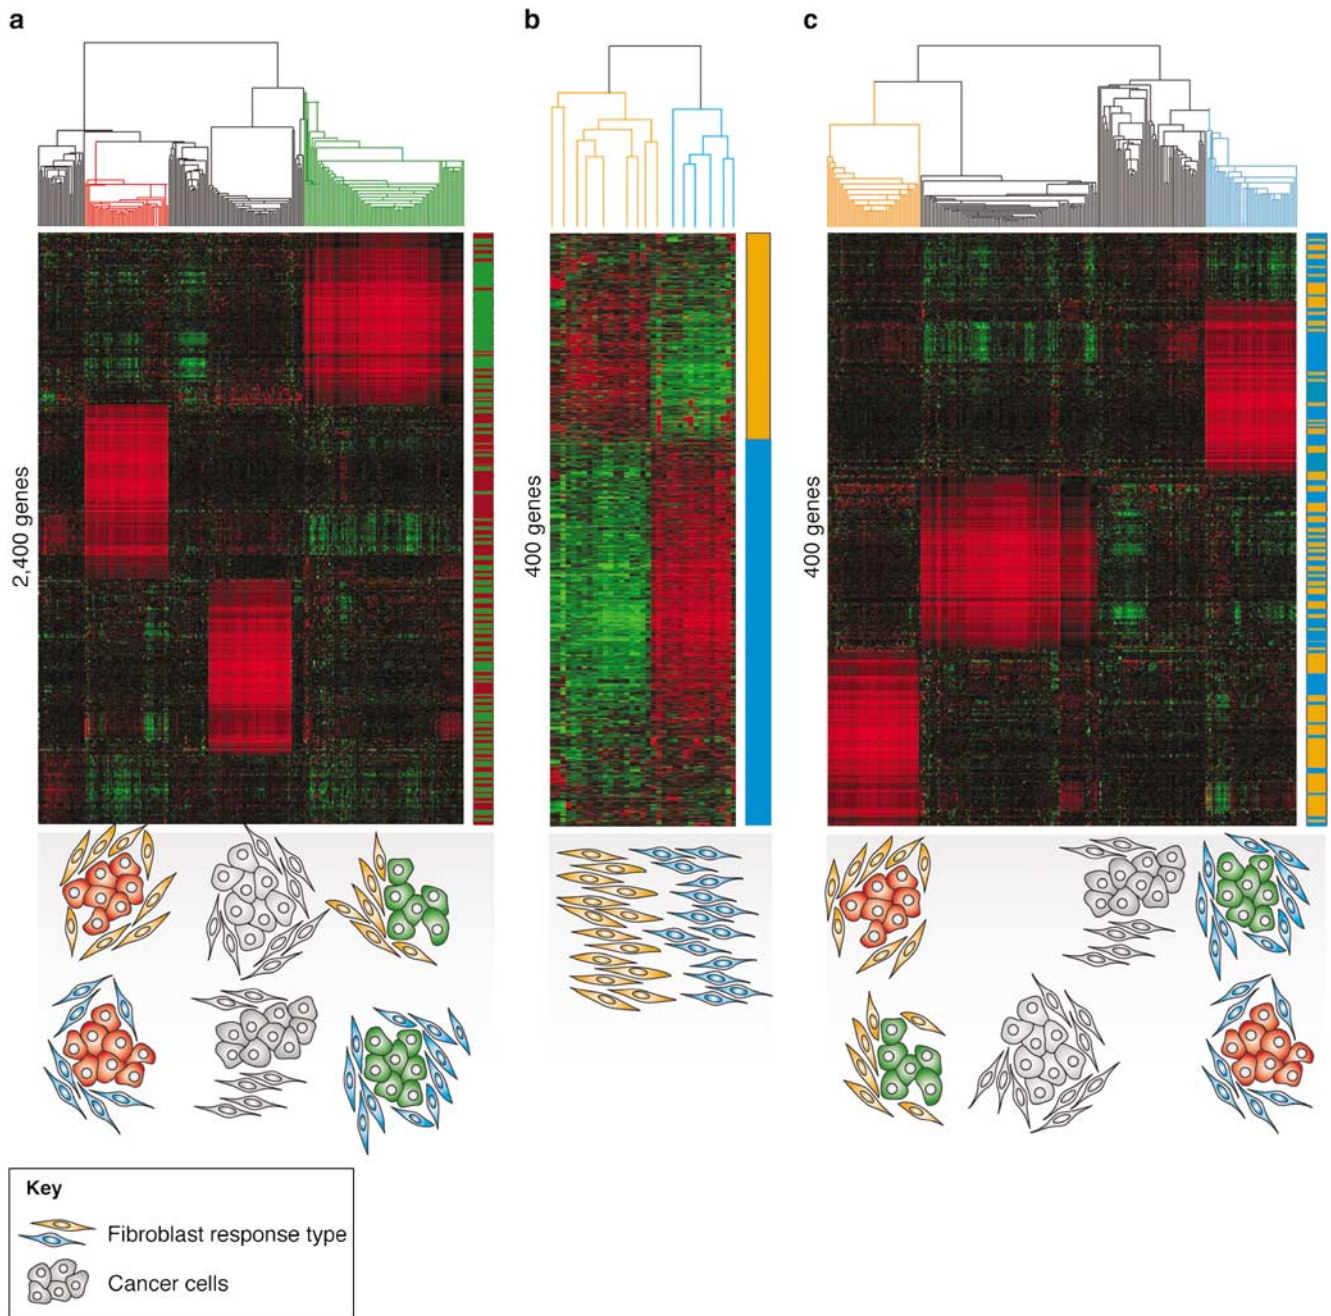 a
b
c
2,400 genes
400 genes
400 genes
Key
Fibroblast response type
Cancer cells